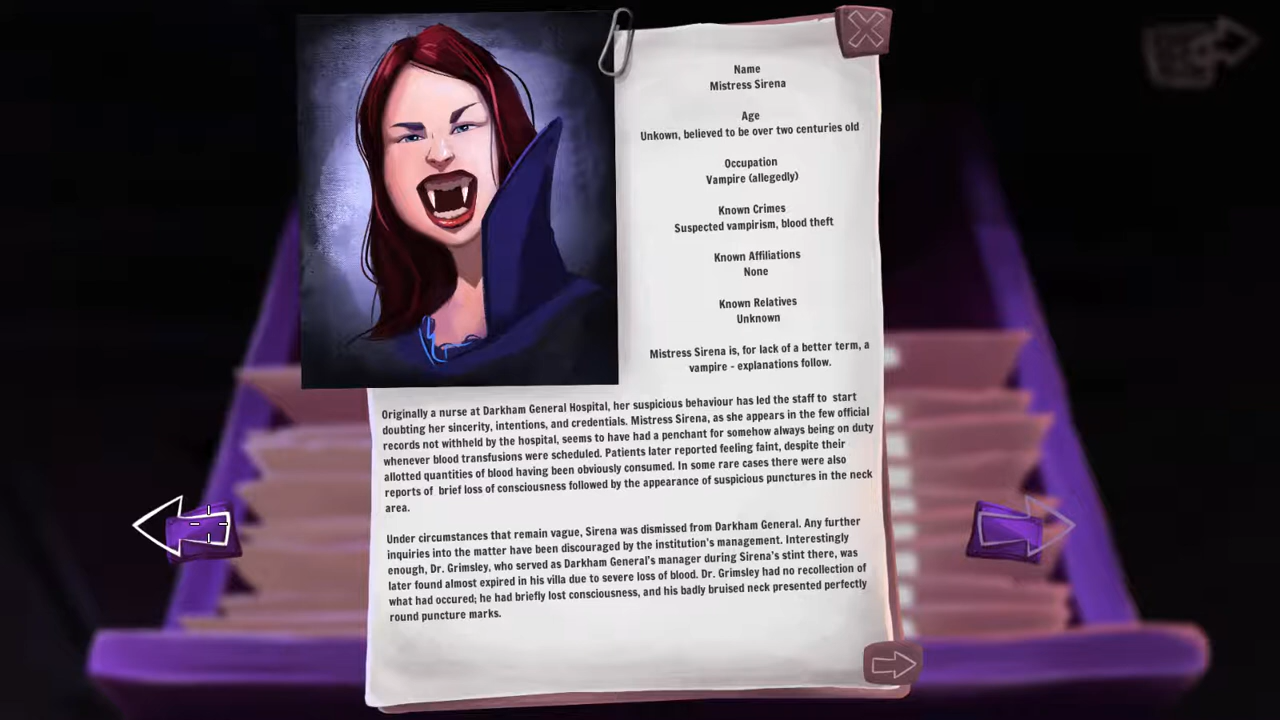 Name
Mistress Sirena
Age
Unkown, believed to be over two centuries old
Occupation
Vampire (allegedly)
Known Crimes
Suspected vampirism, blood theft
Known Affiliations
None
Known Relatives
Unknown
Mistress Sirena is, for lack of a better term, a
vampire - explanations follow.
Originally a nurse at Darkham General Hospital, her suspicious behaviour has led the staff to start
doubting her sincerity, intentions, and credentials. Mistress Sirena, as she appears in the few official
records not withheld by the hospital, seems to have had a penchant for somehow always being on duty
whenever blood transfusions were scheduled. Patients later reported feeling faint, despite their
allotted quantities of blood having been obviously consumed. In some rare cases there were also
reports of brief loss of consciousness followed by the appearance of suspicious punctures in the neck
area.
Under circumstances that remain vague, Sirena was dismissed from Darkham General. Any further
inquiries into the matter have been discouraged by the institution's management. Interestingly
enough, Dr. Grimsley, who served as Darkham General's manager during Sirena's stint there, was
later found almost expired in his villa due to severe loss of blood. Dr. Grimsley had no recollection of
what had occured; he had briefly lost consciousness, and his badly bruised neck presented perfectly
round puncture marks.